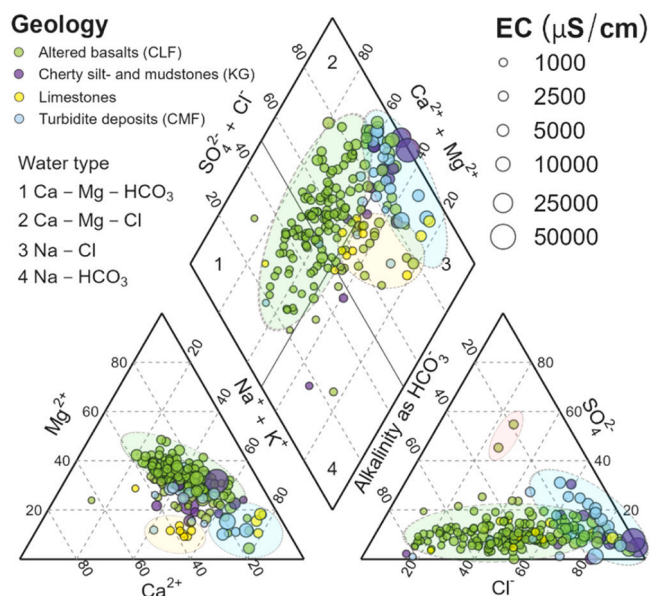 Geology
Altered basalts (CLF)
Cherty silt- and mudstones (KG)
Limestones
Turbidite deposits (CMF)
Water type
1 Ca – Mg – HCO₃
2 Ca – Mg – Cl
3 Na – Cl
4 Na – HCO₃
EC (μS/cm)
1000
2500
5000
10000
25000
50000
80
80
2
60
60
SO₄²⁻ + Cl⁻
Ca²⁺ + Mg²⁺
40
20
1
3
4
Na⁺ + K⁺
Alkalinity as HCO₃⁻
80
20
60
40
40
60
20
80
Mg²⁺
80
60
40
20
Ca²⁺
20
80
40
60
60
40
80
20
SO₄²⁻
20
40
60
80
Cl⁻